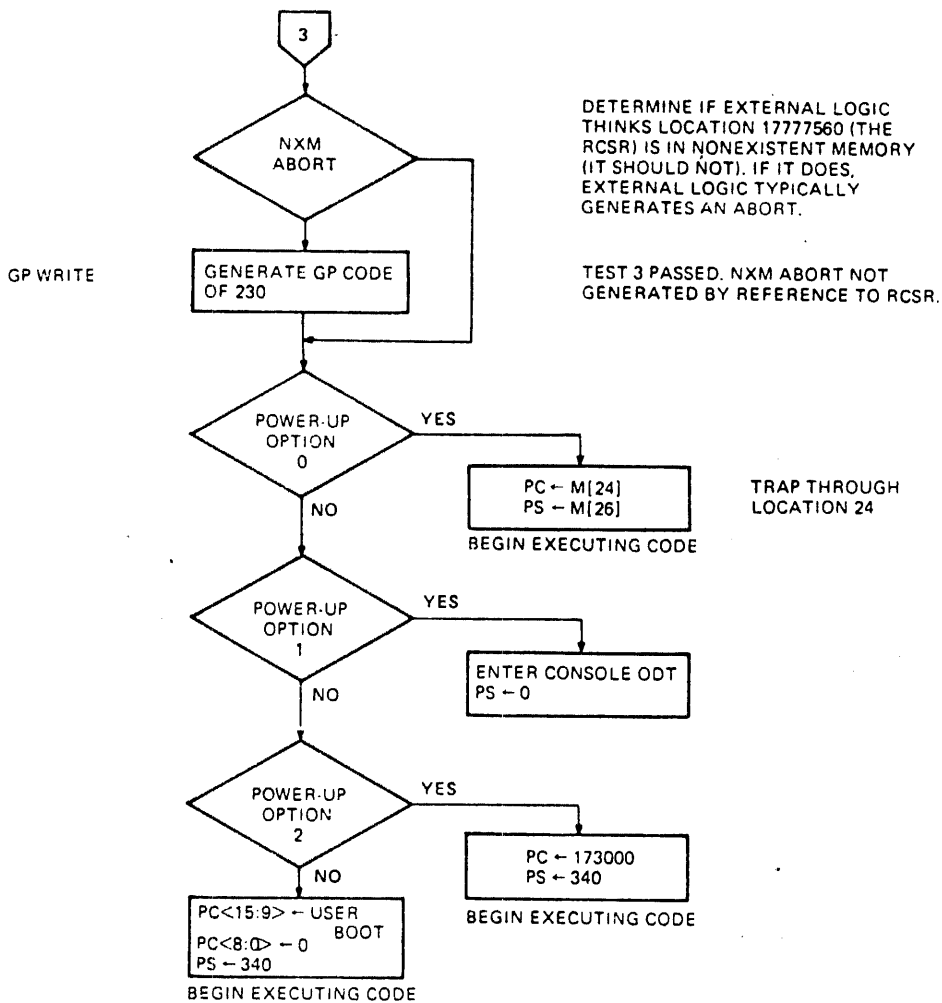 3
NXM
ABORT
DETERMINE IF EXTERNAL LOGIC
THINKS LOCATION 17777560 (THE
RCSR) IS IN NONEXISTENT MEMORY
(IT SHOULD NOT). IF IT DOES,
EXTERNAL LOGIC TYPICALLY
GENERATES AN ABORT.
GP WRITE
GENERATE GP CODE
OF 230
TEST 3 PASSED. NXM ABORT NOT
GENERATED BY REFERENCE TO RCSR.
POWER-UP
OPTION
0
YES
NO
PC ← M[24]
PS ← M[26]
BEGIN EXECUTING CODE
TRAP THROUGH
LOCATION 24
POWER-UP
OPTION
1
YES
NO
ENTER CONSOLE ODT
PS ← 0
POWER-UP
OPTION
2
YES
NO
PC ← 173000
PS ← 340
BEGIN EXECUTING CODE
PC<15:9> ← USER
BOOT
PC<8:0> ← 0
PS ← 340
BEGIN EXECUTING CODE